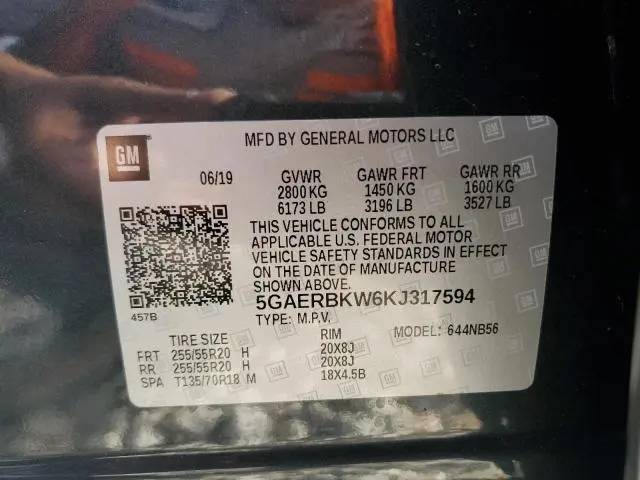 GM
MFD BY GENERAL MOTORS LLC
06/19 GVWR GAWR FRT GAWR RR
2800 KG 1450 KG 1600 KG
6173 LB 3196 LB 3527 LB
THIS VEHICLE CONFORMS TO ALL
APPLICABLE U.S. FEDERAL MOTOR
VEHICLE SAFETY STANDARDS IN EFFECT
ON THE DATE OF MANUFACTURE
SHOWN ABOVE.
457B
5GAERBKW6KJ317594
TYPE: M.P.V. MODEL: 644NB56
TIRE SIZE RIM
FRT 255/55R20 H 20X8J
RR 255/55R20 H 20X8J
SPA T135/70R18 M 18X4.5B